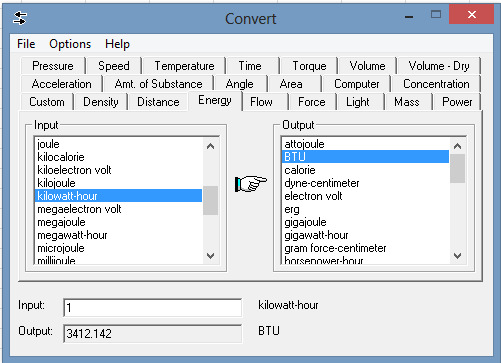 Convert
File Options Help
Pressure Speed Temperature Time Torque Volume Volume - Dry
Acceleration Amt. of Substance Angle Area Computer Concentration
Custom Density Distance Energy Flow Force Light Mass Power
Input
joule
kilocalorie
kiloelectron volt
kilojoule
kilowatt-hour
megaelectron volt
megajoule
megawatt-hour
microjoule
millijoule
Output
attojoule
BTU
calorie
dyne-centimeter
electron volt
erg
gigajoule
gigawatt-hour
gram force-centimeter
horsepower-hour
Input: 1 kilowatt-hour
Output: 3412.142 BTU